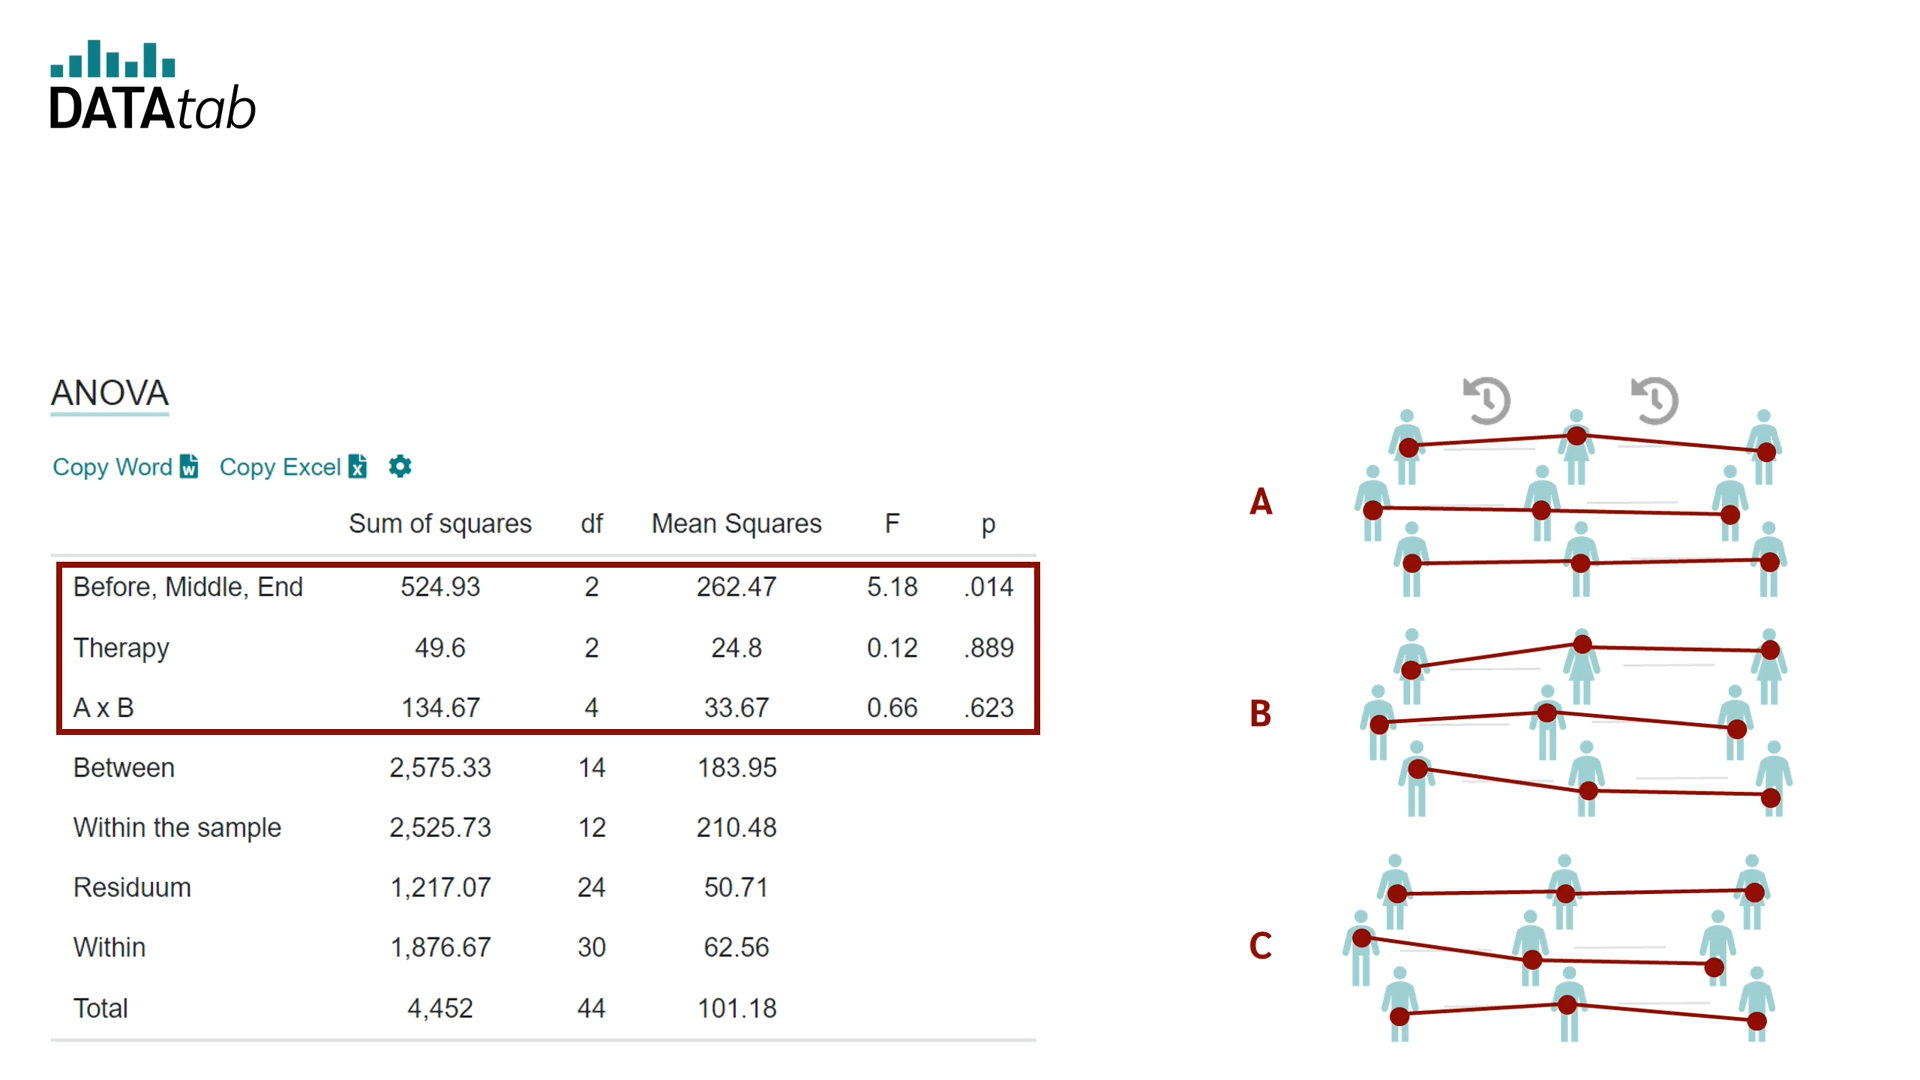 DATAtab
ANOVA
Copy Word Copy Excel
Sum of squares df Mean Squares F p
Before, Middle, End 524.93 2 262.47 5.18 .014
Therapy 49.6 2 24.8 0.12 .889
A x B 134.67 4 33.67 0.66 .623
Between 2,575.33 14 183.95
Within the sample 2,525.73 12 210.48
Residuum 1,217.07 24 50.71
Within 1,876.67 30 62.56
Total 4,452 44 101.18
A
B
C